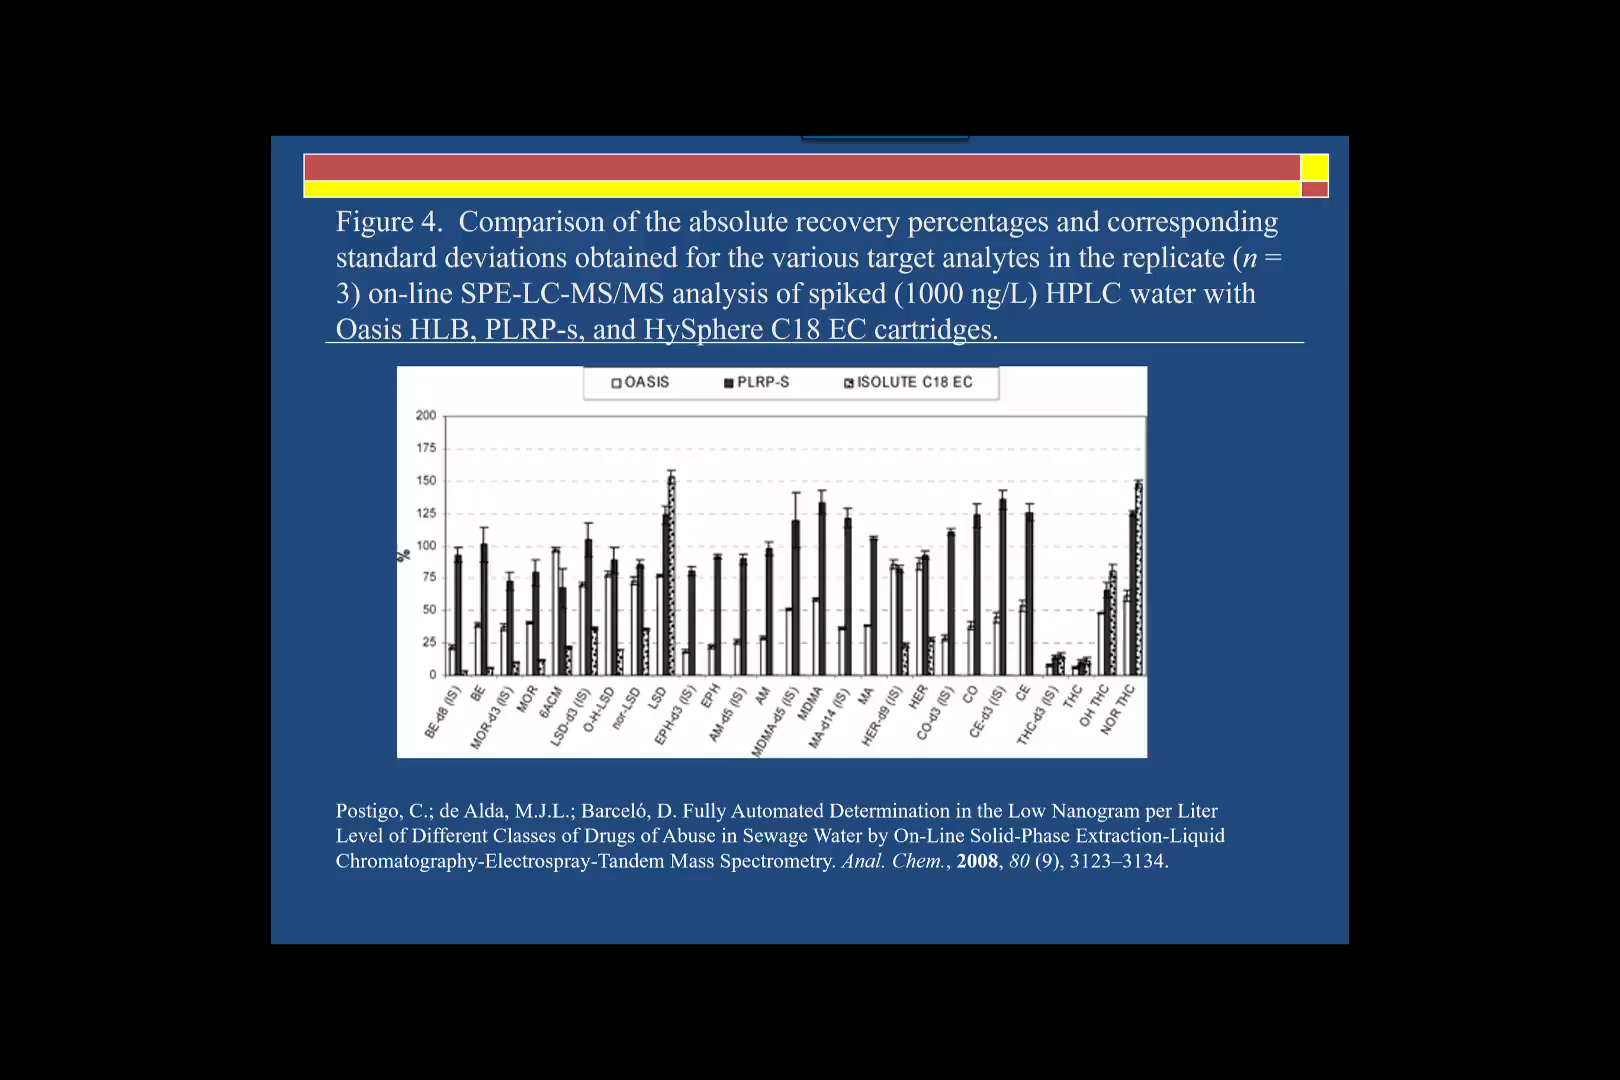 Figure 4.  Comparison of the absolute recovery percentages and corresponding
standard deviations obtained for the various target analytes in the replicate (n =
3) on-line SPE-LC-MS/MS analysis of spiked (1000 ng/L) HPLC water with
Oasis HLB, PLRP-s, and HySphere C18 EC cartridges.
OASIS PLRP-S ISOLUTE C18 EC
200
175
150
125
100
75
50
25
0
%
BE-d8 (IS)
BE
MOR-d3 (IS)
MOR
6ACM
LSD-d3 (IS)
O-H-LSD
nor-LSD
LSD
EPH-d3 (IS)
EPH
AM-d5 (IS)
AM
MDMA-d5 (IS)
MDMA
MA-d14 (IS)
MA
HER-d9 (IS)
HER
CO-d3 (IS)
CO
CE-d3 (IS)
CE
THC-d3 (IS)
THC
OH THC
NOR THC
Postigo, C.; de Alda, M.J.L.; Barceló, D. Fully Automated Determination in the Low Nanogram per Liter
Level of Different Classes of Drugs of Abuse in Sewage Water by On-Line Solid-Phase Extraction-Liquid
Chromatography-Electrospray-Tandem Mass Spectrometry. Anal. Chem., 2008, 80 (9), 3123–3134.